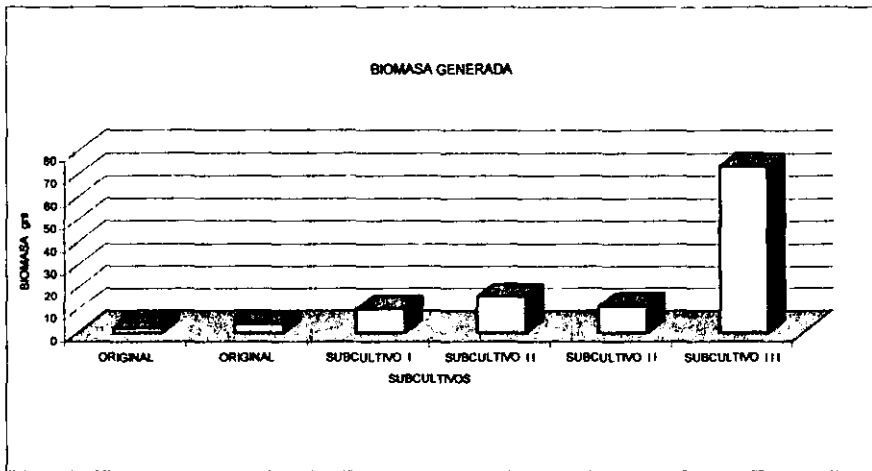 BIOMASA GENERADA
80
70
60
50
40
30
20
10
0
BIOMASA grs
ORIGINAL ORIGINAL SUBCULTIVO I SUBCULTIVO II SUBCULTIVO II SUBCULTIVO III
SUBCULTIVOS